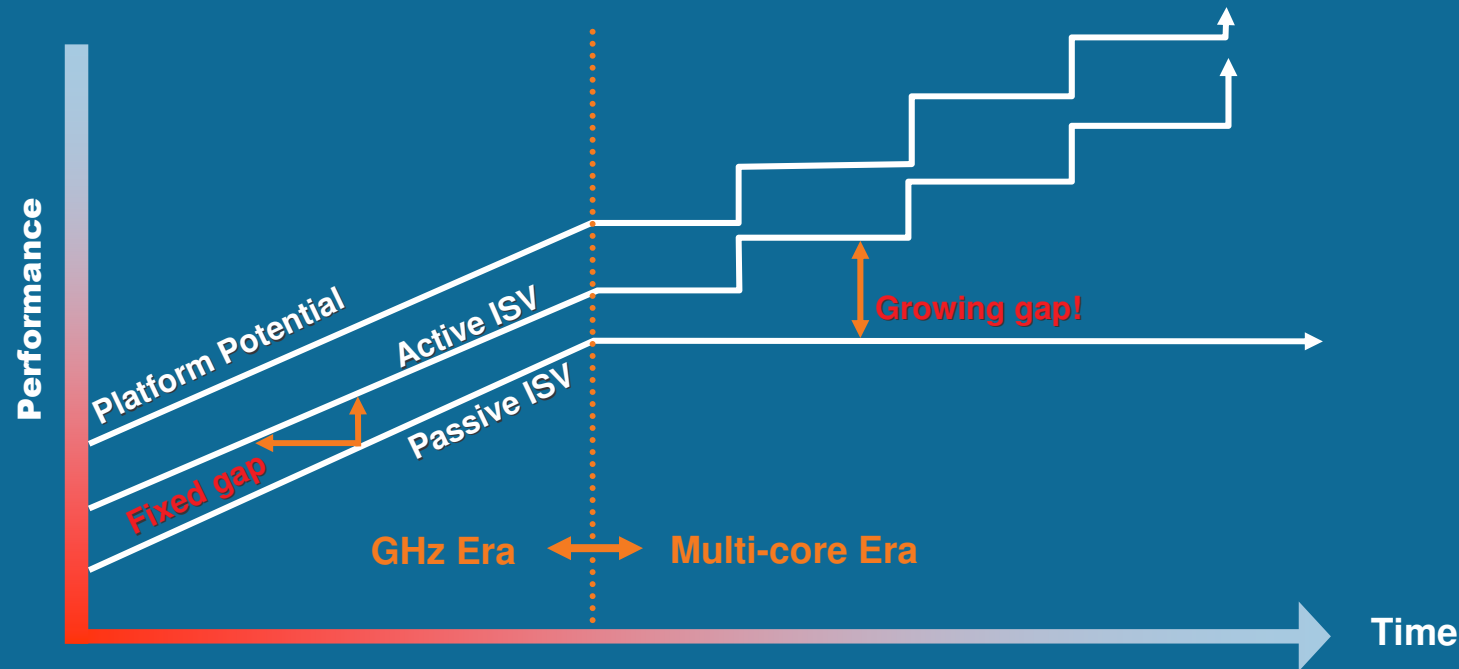 Performance
Platform Potential
Active ISV
Passive ISV
Fixed gap
Growing gap!
GHz Era
Multi-core Era
Time